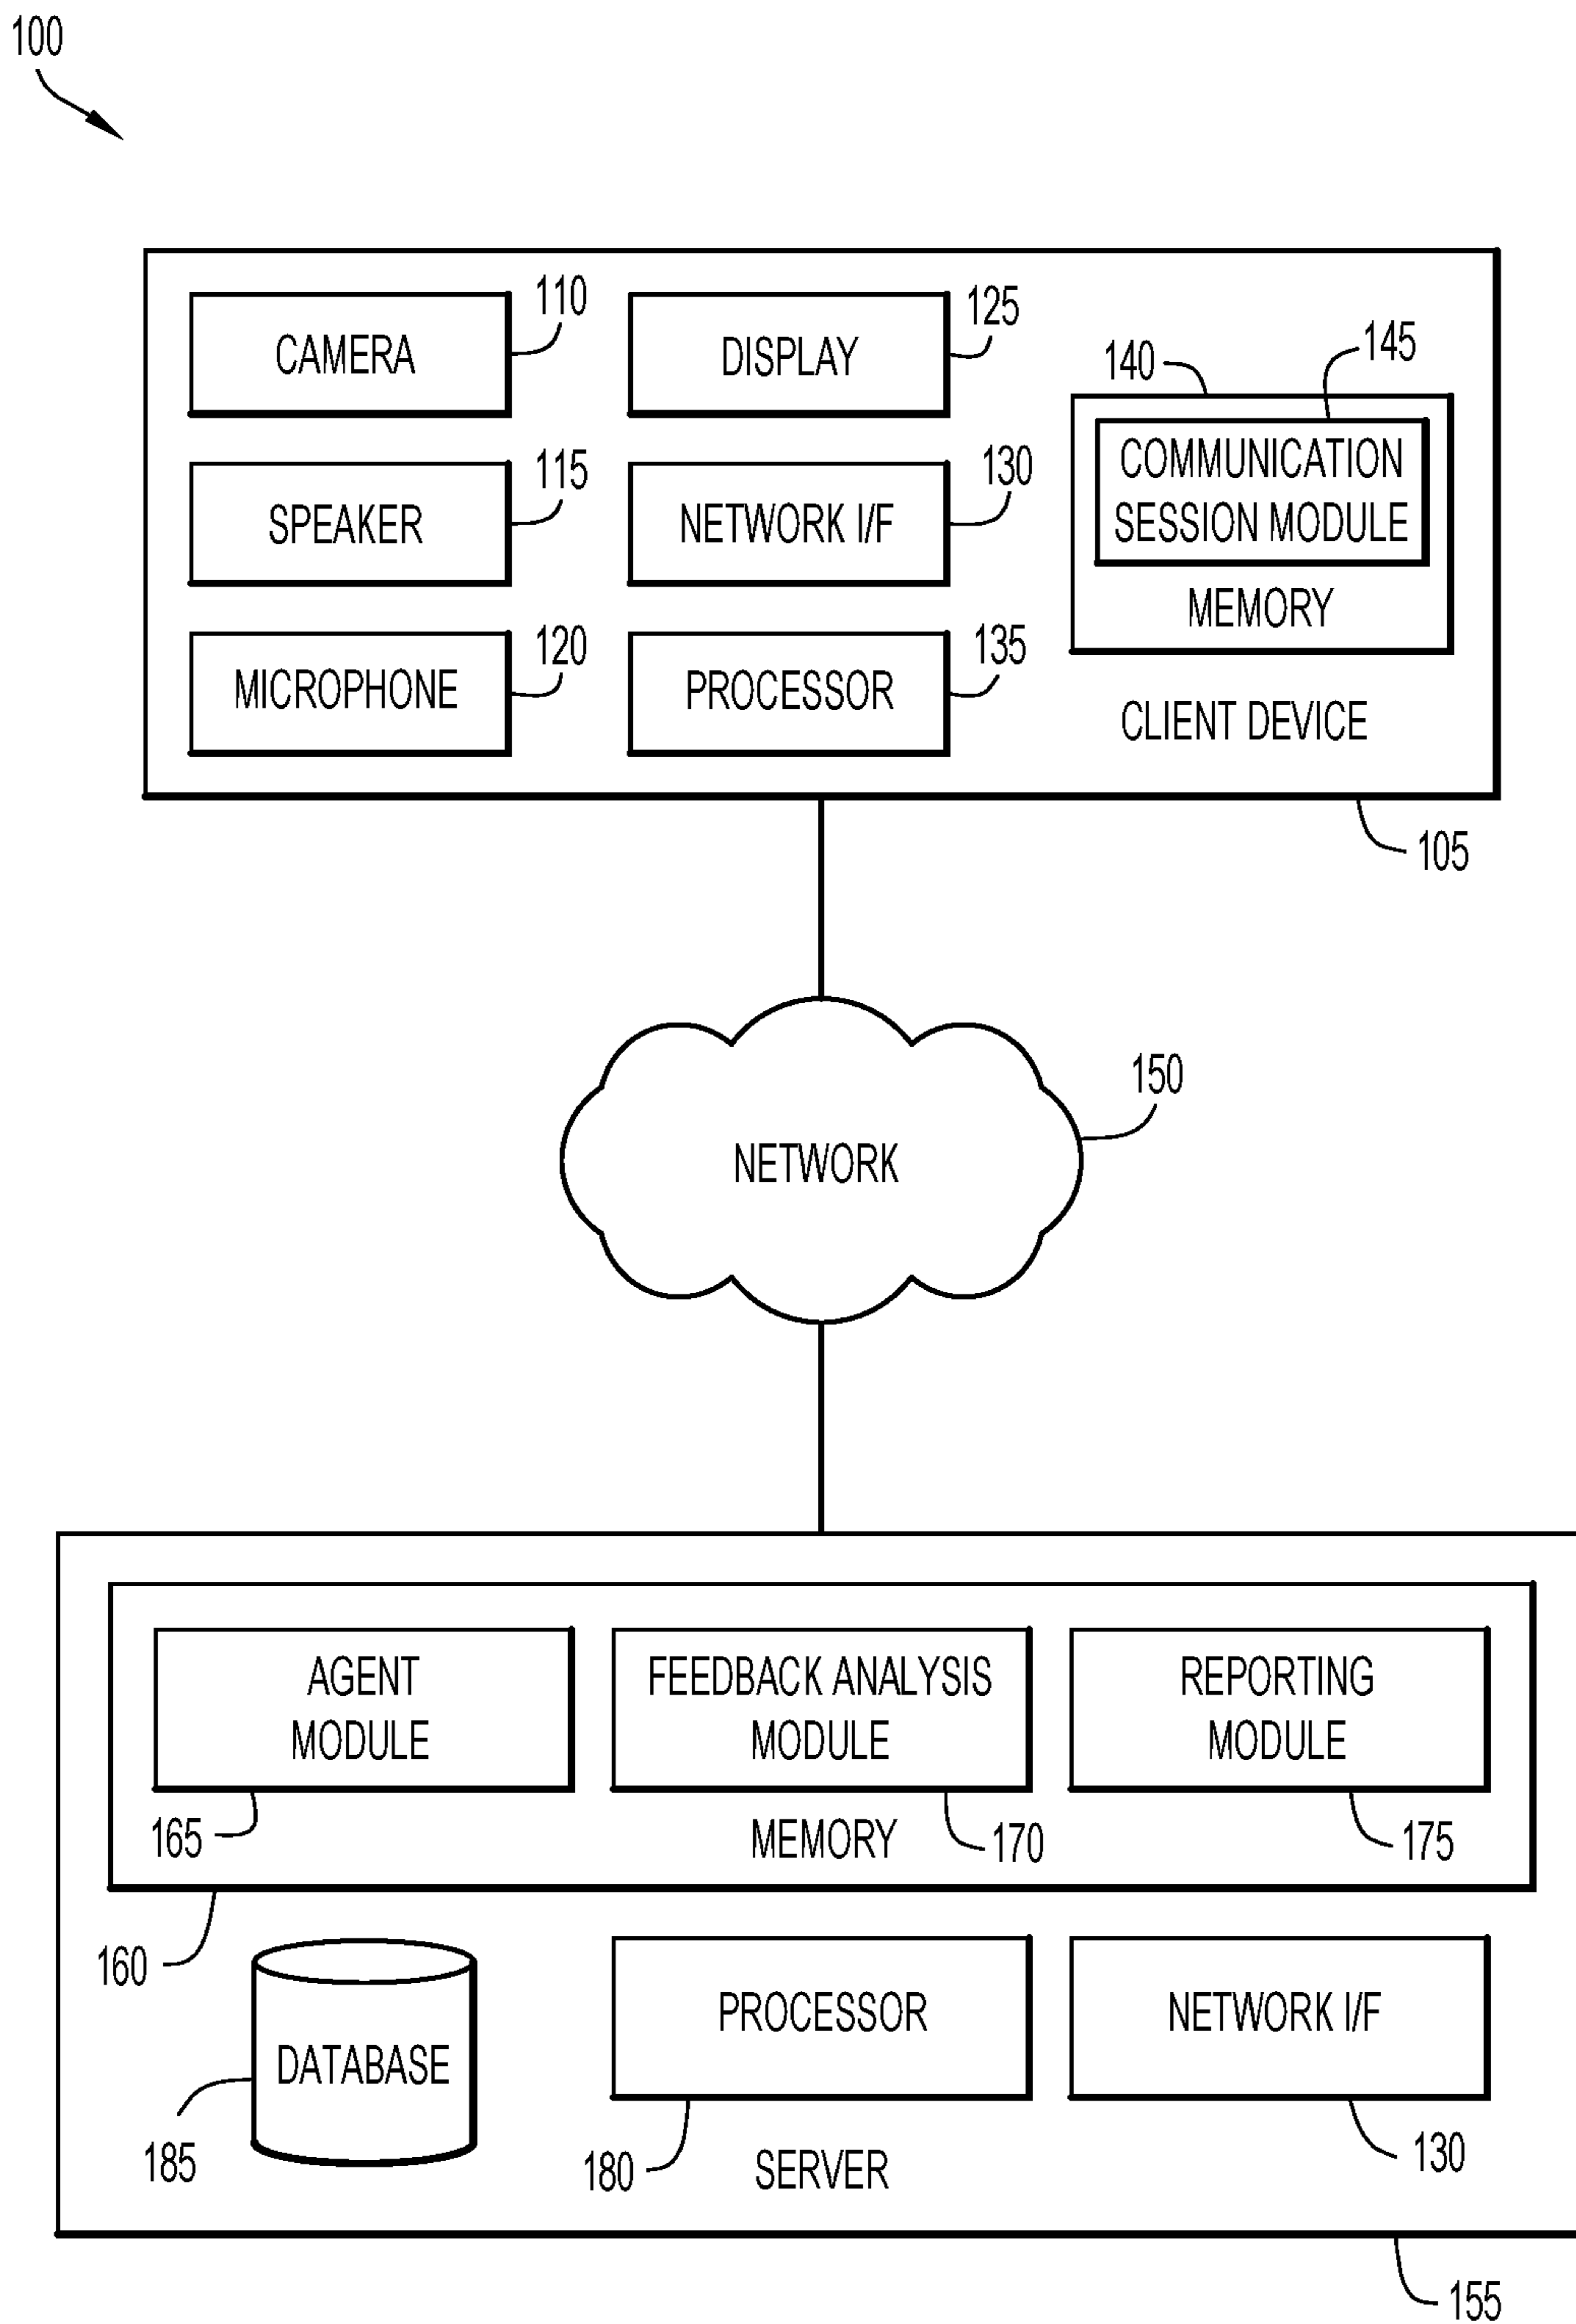 100
110
CAMERA
125
DISPLAY
140
145
COMMUNICATION
SESSION MODULE
MEMORY
115
SPEAKER
130
NETWORK I/F
120
MICROPHONE
135
PROCESSOR
CLIENT DEVICE
105
150
NETWORK
AGENT
MODULE
FEEDBACK ANALYSIS
MODULE
REPORTING
MODULE
165
MEMORY
170
175
160
DATABASE
PROCESSOR
NETWORK I/F
185
180
SERVER
130
155